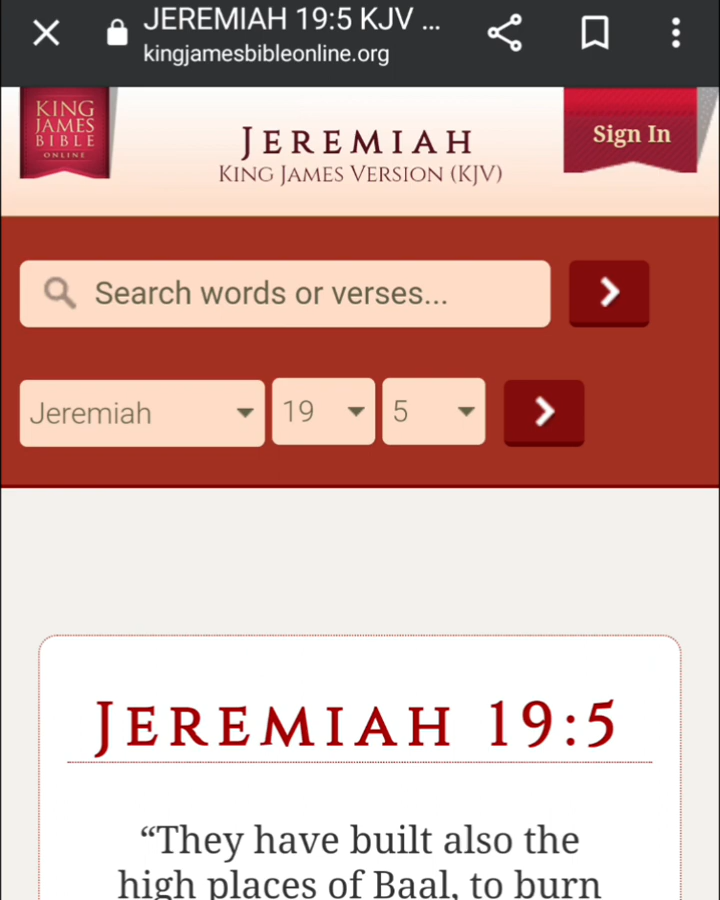 JEREMIAH 19:5 KJV ...
kingjamesbibleonline.org
KING
JAMES
BIBLE
ONLINE
JEREMIAH
KING JAMES VERSION (KJV)
Sign In
Search words or verses...
Jeremiah
19
5
JEREMIAH 19:5
“They have built also the
high places of Baal, to burn